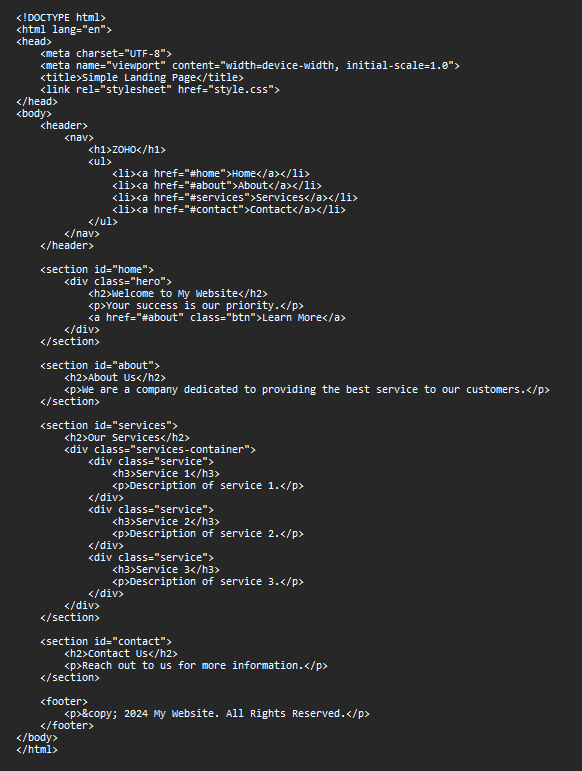 <!DOCTYPE html>
<html lang="en">
<head>
    <meta charset="UTF-8">
    <meta name="viewport" content="width=device-width, initial-scale=1.0">
    <title>Simple Landing Page</title>
    <link rel="stylesheet" href="style.css">
</head>
<body>
    <header>
        <nav>
            <h1>ZOHO</h1>
            <ul>
                <li><a href="#home">Home</a></li>
                <li><a href="#about">About</a></li>
                <li><a href="#services">Services</a></li>
                <li><a href="#contact">Contact</a></li>
            </ul>
        </nav>
    </header>

    <section id="home">
        <div class="hero">
            <h2>Welcome to My Website</h2>
            <p>Your success is our priority.</p>
            <a href="#about" class="btn">Learn More</a>
        </div>
    </section>

    <section id="about">
        <h2>About Us</h2>
        <p>We are a company dedicated to providing the best service to our customers.</p>
    </section>

    <section id="services">
        <h2>Our Services</h2>
        <div class="services-container">
            <div class="service">
                <h3>Service 1</h3>
                <p>Description of service 1.</p>
            </div>
            <div class="service">
                <h3>Service 2</h3>
                <p>Description of service 2.</p>
            </div>
            <div class="service">
                <h3>Service 3</h3>
                <p>Description of service 3.</p>
            </div>
        </div>
    </section>

    <section id="contact">
        <h2>Contact Us</h2>
        <p>Reach out to us for more information.</p>
    </section>

    <footer>
        <p>&copy; 2024 My Website. All Rights Reserved.</p>
    </footer>
</body>
</html>